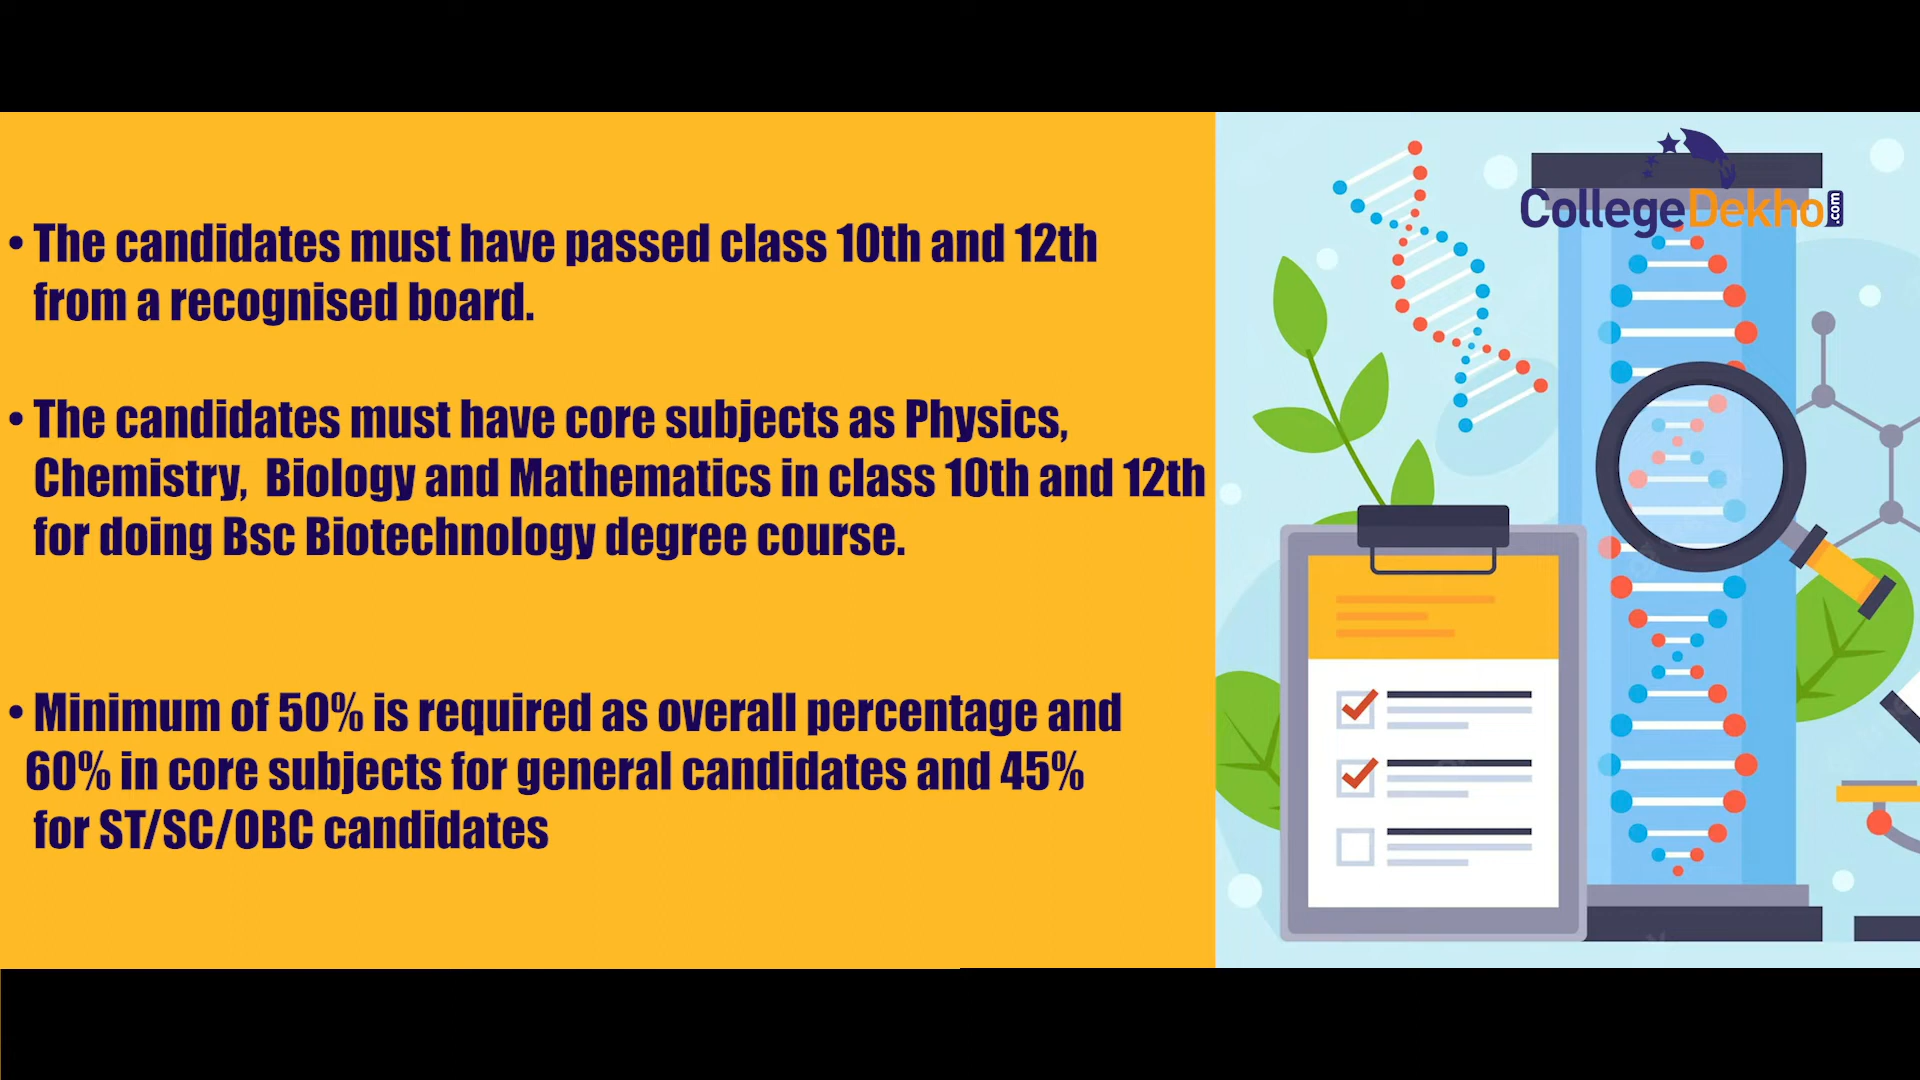 CollegeDekho.com
• The candidates must have passed class 10th and 12th
from a recognised board.
• The candidates must have core subjects as Physics,
Chemistry, Biology and Mathematics in class 10th and 12th
for doing Bsc Biotechnology degree course.
• Minimum of 50% is required as overall percentage and
60% in core subjects for general candidates and 45%
for ST/SC/OBC candidates